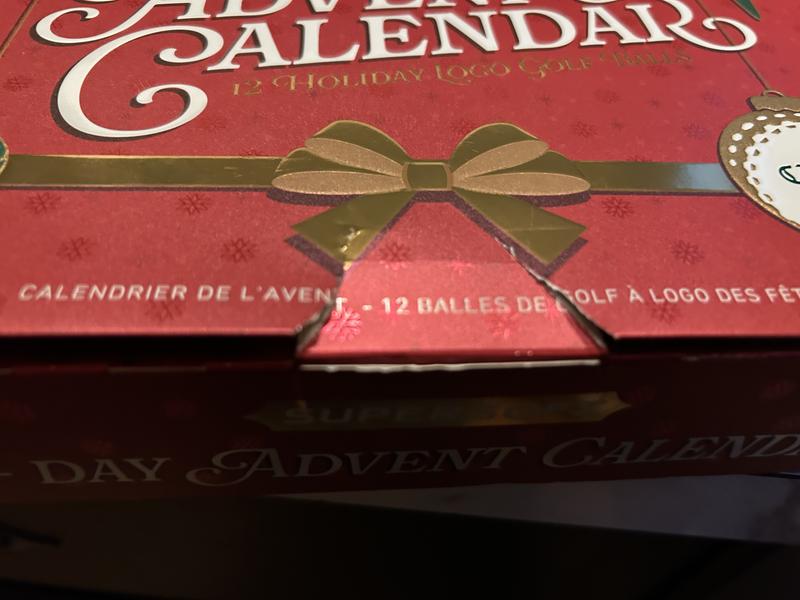 ADVENT
CALENDAR
12 HOLIDAY LOGO GOLF BALLS
CALENDRIER DE L'AVENT - 12 BALLES DE GOLF À LOGO DES FÊT
- DAY ADVENT CALEND